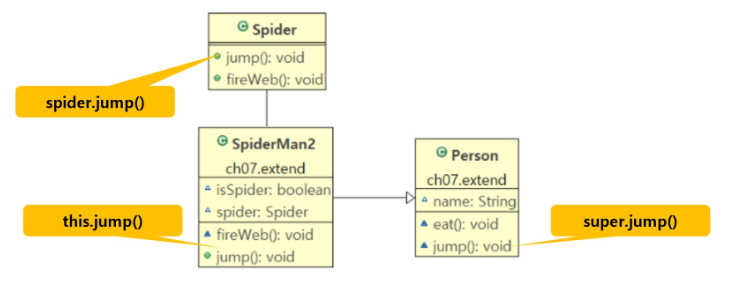 Spider
jump(): void
fireWeb(): void
spider.jump()
SpiderMan2
ch07.extend
isSpider: boolean
spider: Spider
fireWeb(): void
jump(): void
this.jump()
Person
ch07.extend
name: String
eat(): void
jump(): void
super.jump()